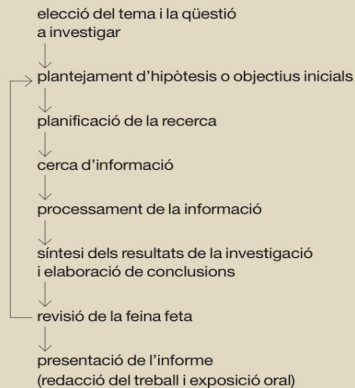 elecció del tema i la qüestió
a investigar
plantejament d'hipòtesis o objectius inicials
planificació de la recerca
cerca d'informació
processament de la informació
síntesi dels resultats de la investigació
i elaboració de conclusions
revisió de la feina feta
presentació de l'informe
(redacció del treball i exposició oral)